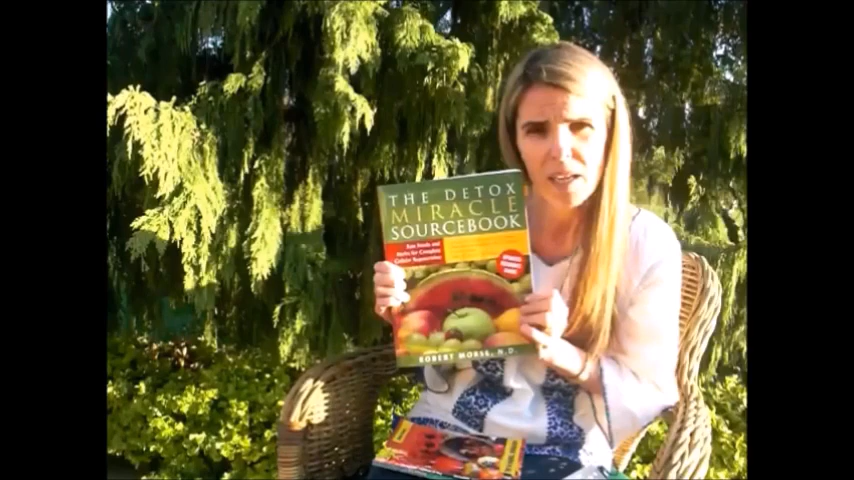 THE DETOX
MIRACLE
SOURCEBOOK
Raw Foods and
Herbs for Complete
Cellular Regeneration
ROBERT MORSE, N.D.